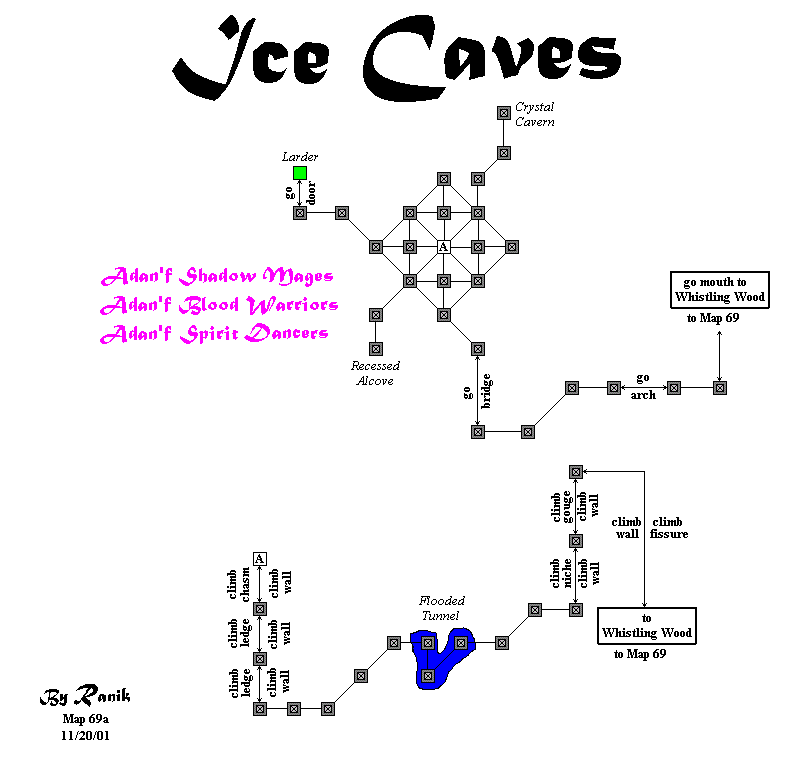 Ice Caves
Crystal
Cavern
Larder
go
door
A
Adan'f Shadow Mages
Adan'f Blood Warriors
Adan'f Spirit Dancers
go mouth to
Whistling Wood
to Map 69
Recessed
Alcove
go
bridge
go
arch
climb
gouge
climb
wall
climb
wall
climb
fissure
climb
niche
climb
wall
A
climb
chasm
climb
wall
climb
ledge
climb
wall
climb
ledge
climb
wall
Flooded
Tunnel
to
Whistling Wood
to Map 69
By Ranik
Map 69a
11/20/01